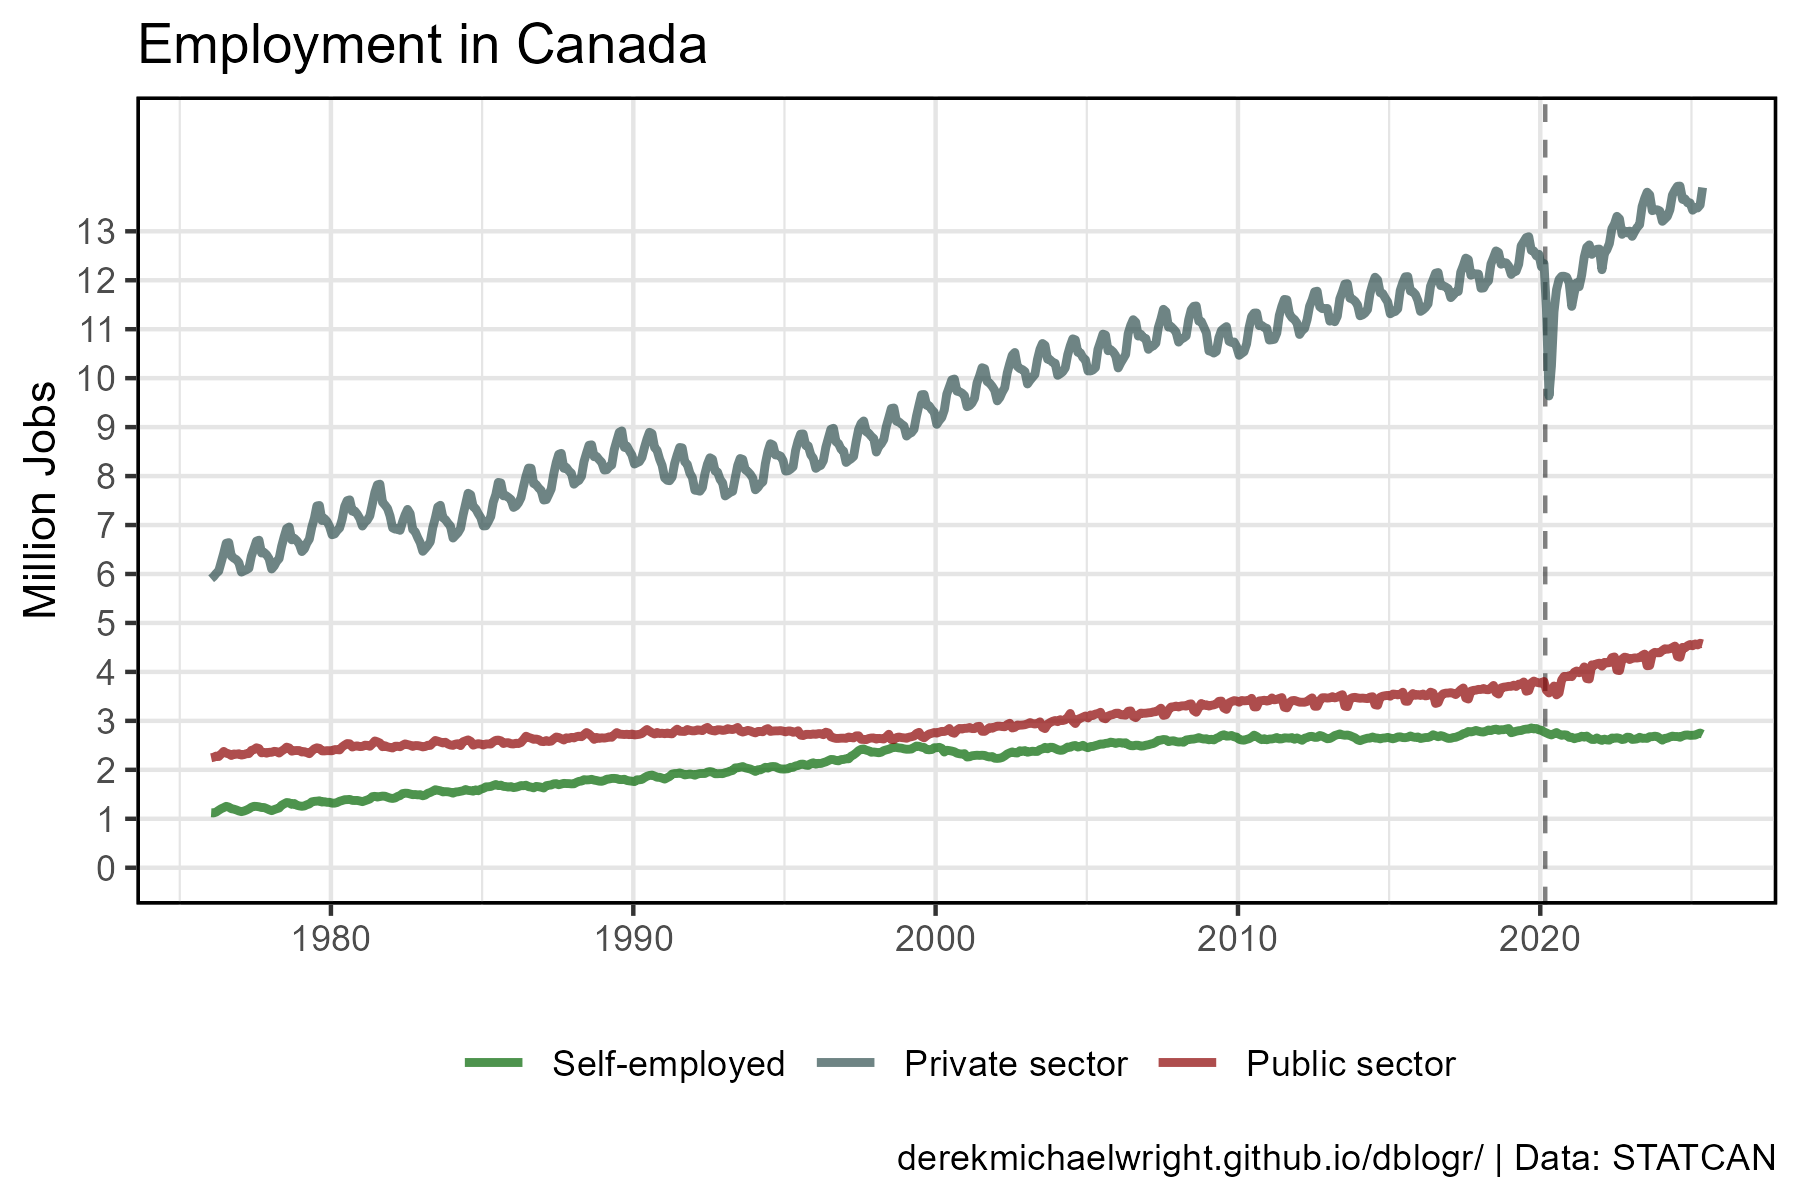 Employment in Canada
Million Jobs
13
12
11
10
9
8
7
6
5
4
3
2
1
0
1980 1990 2000 2010 2020
Self-employed Private sector Public sector
derekmichaelwright.github.io/dblogr/ | Data: STATCAN